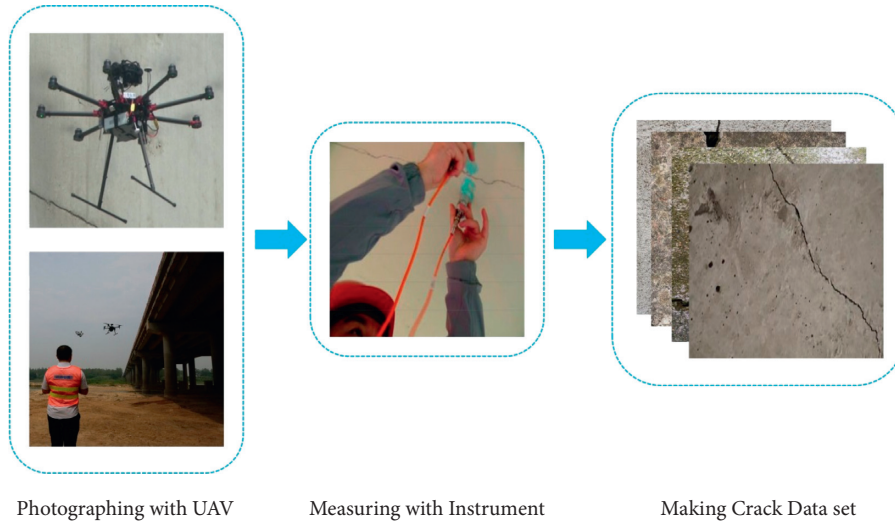 Photographing with UAV
Measuring with Instrument
Making Crack Data set